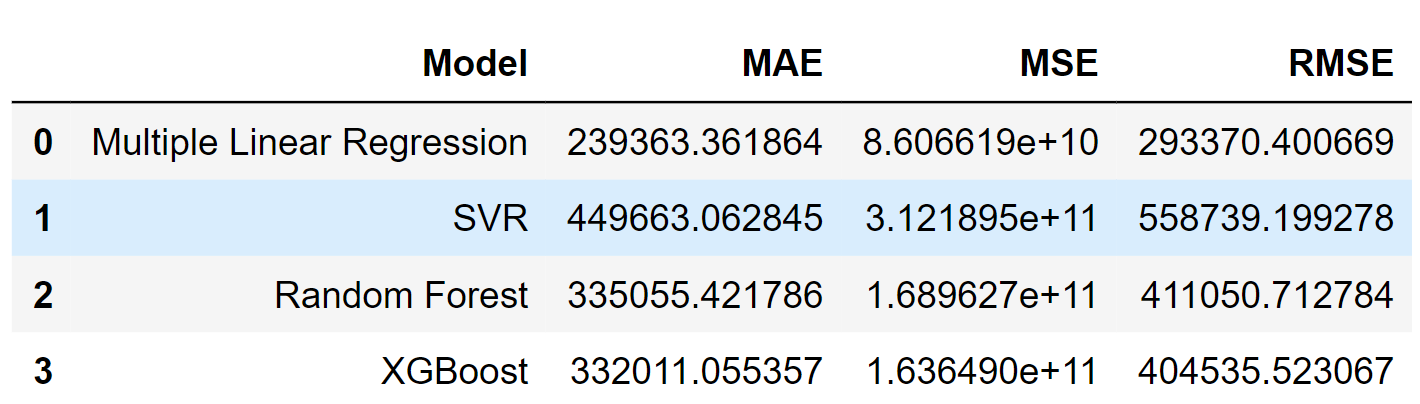 Model MAE MSE RMSE
0 Multiple Linear Regression 239363.361864 8.606619e+10 293370.400669
1 SVR 449663.062845 3.121895e+11 558739.199278
2 Random Forest 335055.421786 1.689627e+11 411050.712784
3 XGBoost 332011.055357 1.636490e+11 404535.523067